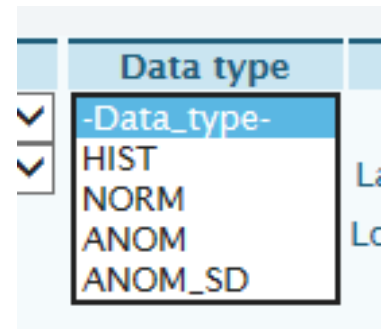 Data type
-Data_type-
HIST
NORM
ANOM
ANOM_SD